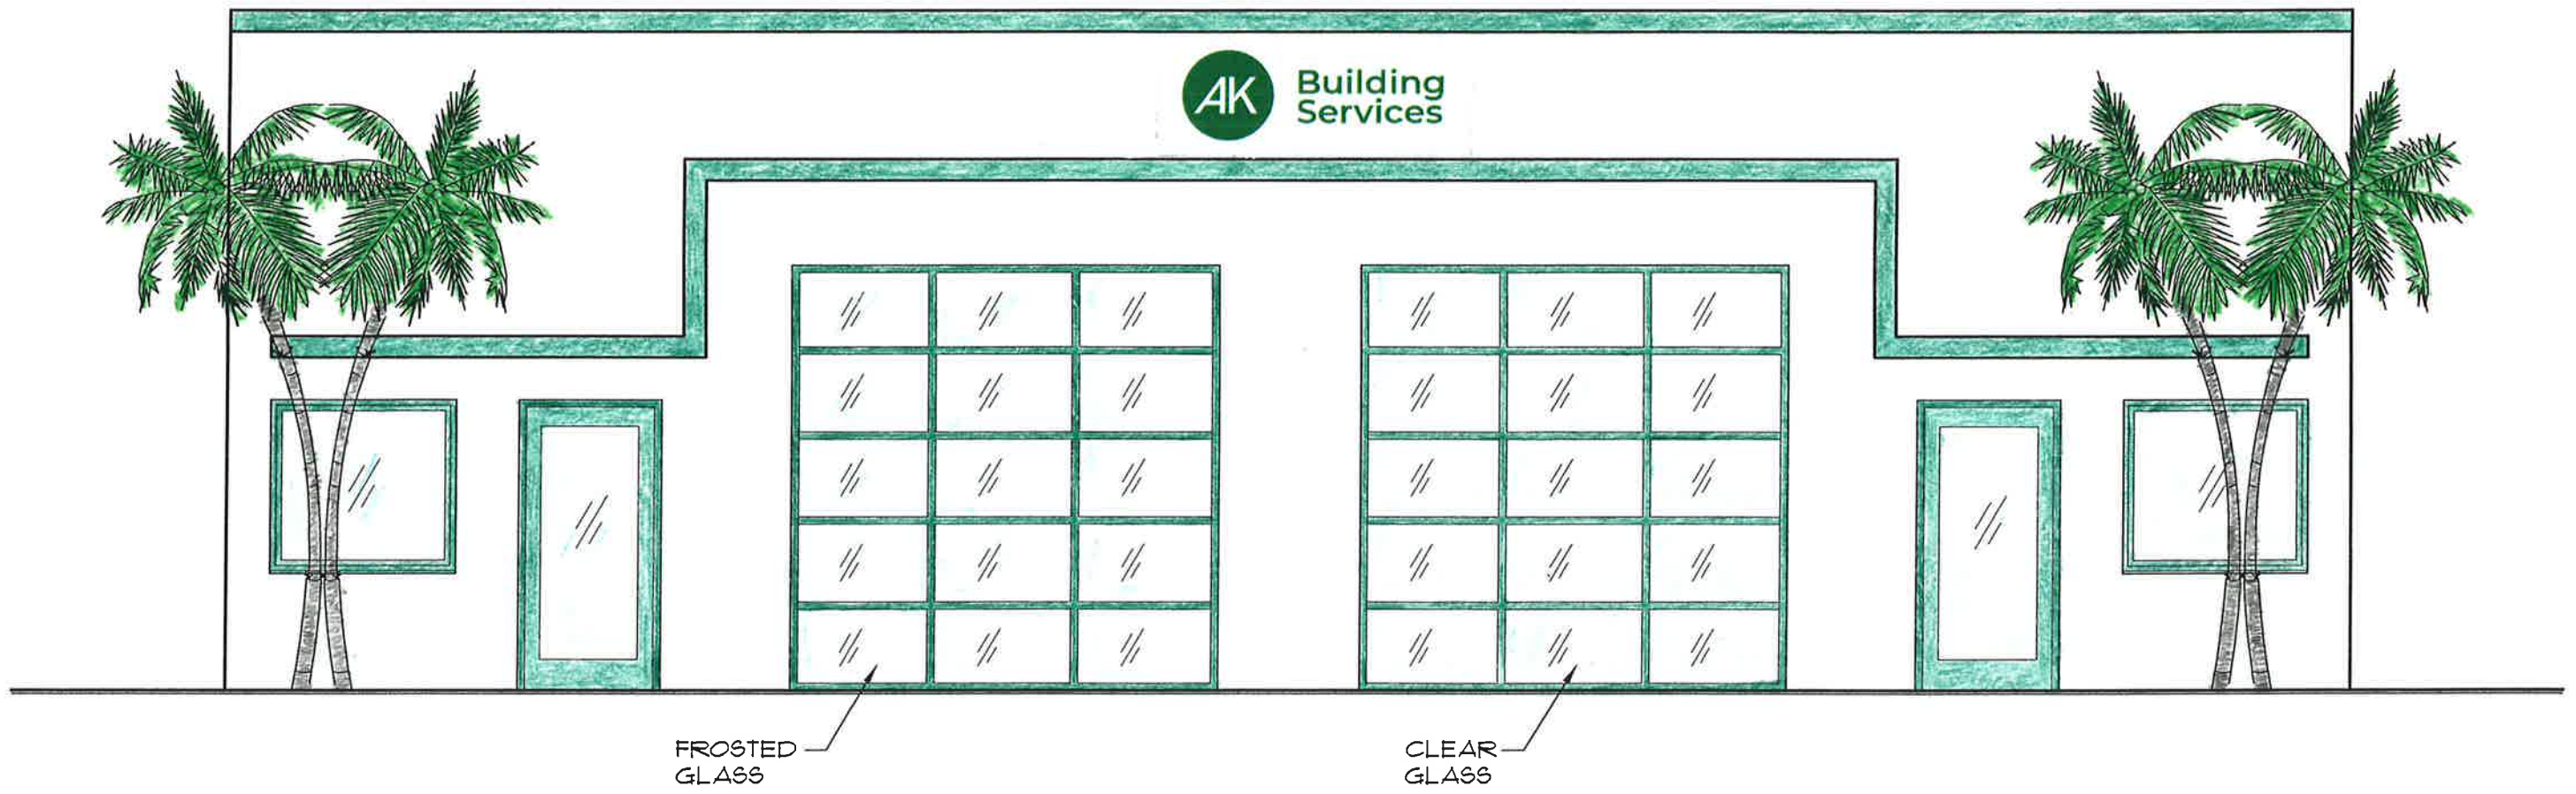 AK
Building
Services
FROSTED
GLASS
CLEAR
GLASS